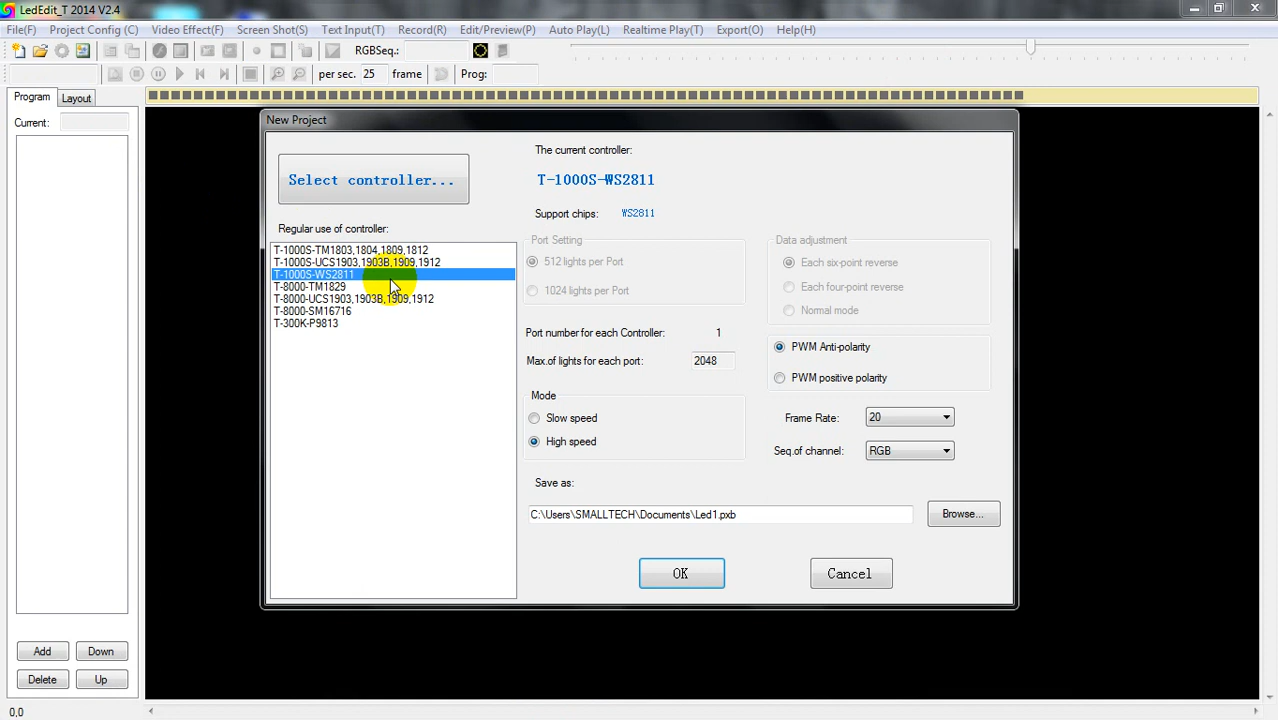 LedEdit_T 2014 V2.4
File(F) Project Config (C) Video Effect(F) Screen Shot(S) Text Input(T) Record(R) Edit/Preview(F) Auto Play(L) Realtime Play(T) Export(O) Help(H)
RGBSeq.:
per sec. 25 frame Prog:
Program Layout
Current:
New Project
Select controller...
Regular use of controller:
T-1000S-TM1803,1804,1809,1812
T-1000S-UCS1903,1903B,1909,1912
T-1000S-WS2811
T-8000-TM1829
T-8000-UCS1903,1903B,1909,1912
T-8000-SM16716
T-300K-P9813
The current controller:
T-1000S-WS2811
Support chips: WS2811
Port Setting
512 lights per Port
1024 lights per Port
Data adjustment
Each six-point reverse
Each four-point reverse
Normal mode
Port number for each Controller: 1
Max.of lights for each port: 2048
PWM Anti-polarity
PWM positive polarity
Mode
Slow speed
High speed
Frame Rate: 20
Seq.of channel: RGB
Save as:
C:\Users\SMALLTECH\Documents\Led1.pxb
Browse...
OK
Cancel
Add Down
Delete Up
0,0